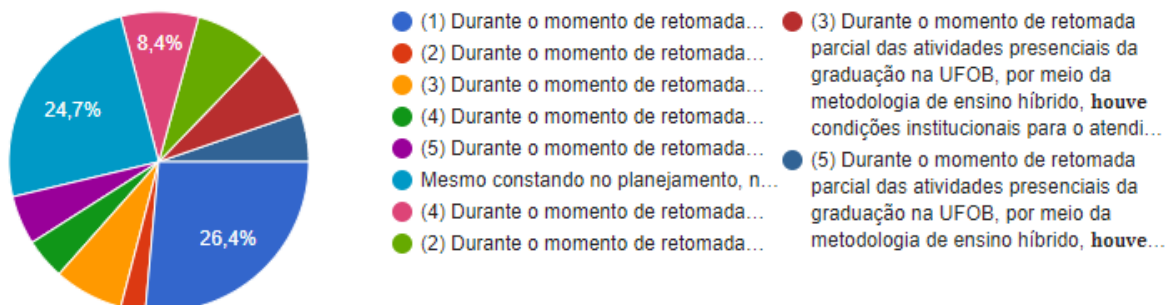 8,4%
24,7%
26,4%
(1) Durante o momento de retomada...
(2) Durante o momento de retomada...
(3) Durante o momento de retomada...
(4) Durante o momento de retomada...
(5) Durante o momento de retomada...
Mesmo constando no planejamento, n...
(4) Durante o momento de retomada...
(2) Durante o momento de retomada...
(3) Durante o momento de retomada
parcial das atividades presenciais da
graduação na UFOB, por meio da
metodologia de ensino híbrido, houve
condições institucionais para o atendi...
(5) Durante o momento de retomada
parcial das atividades presenciais da
graduação na UFOB, por meio da
metodologia de ensino híbrido, houve...